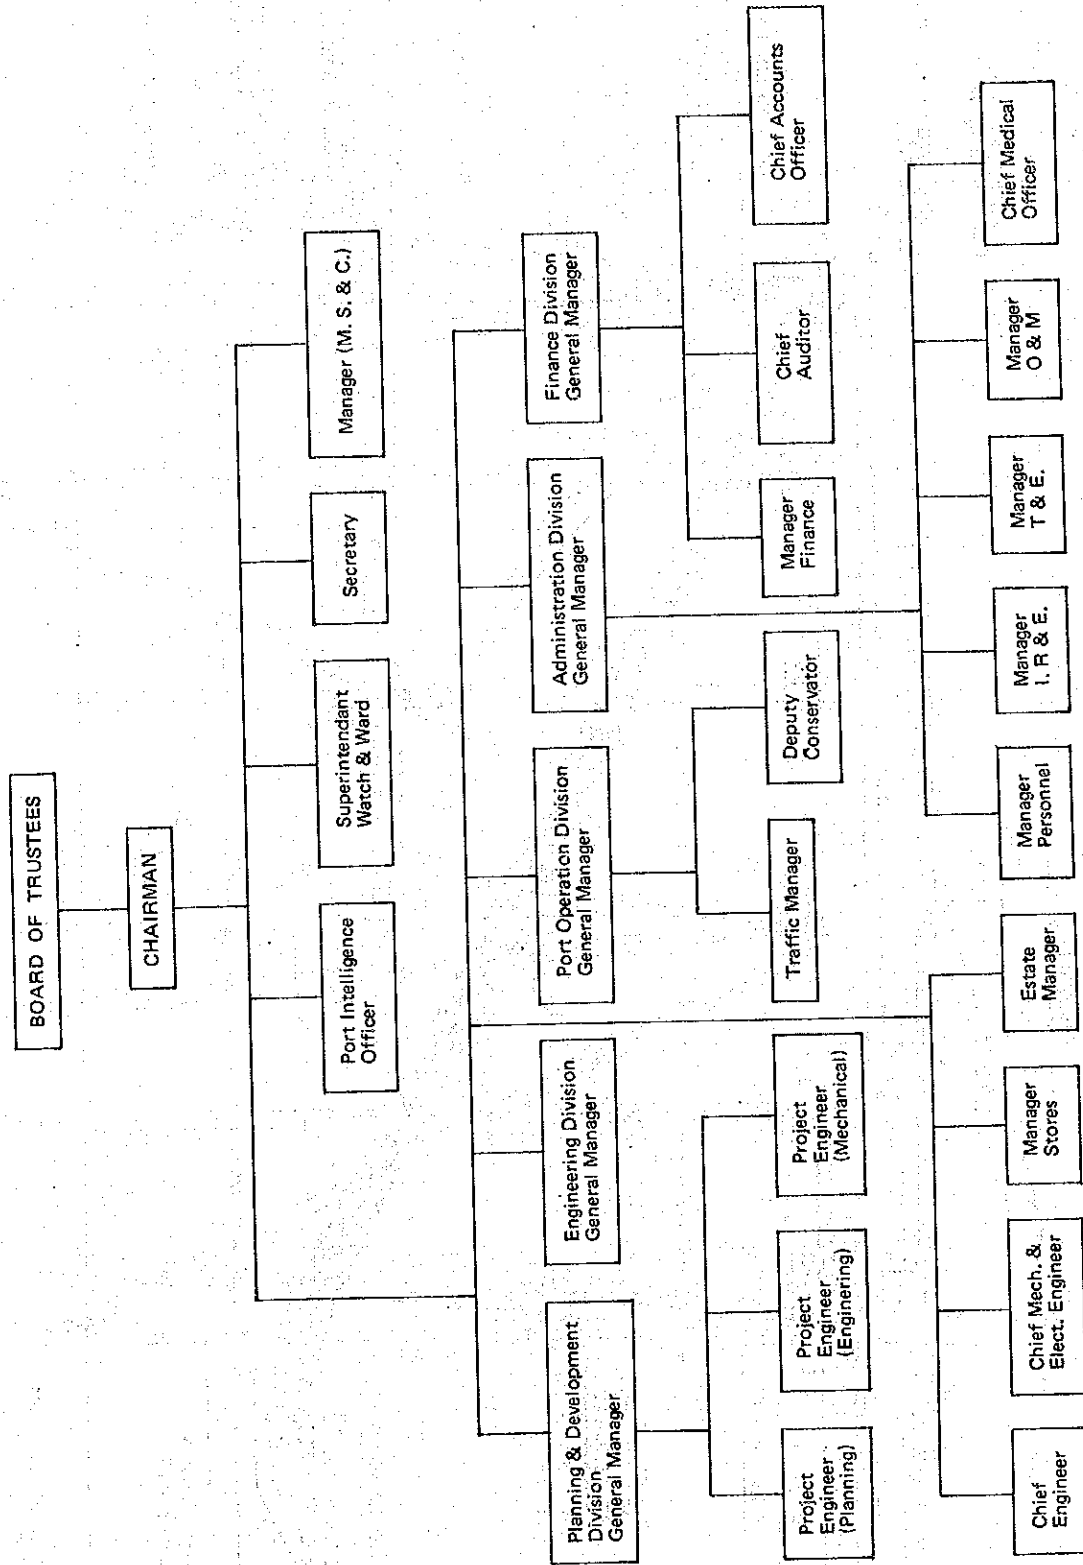 BOARD OF TRUSTEES
CHAIRMAN
Port Intelligence
Officer
Superintendant
Watch & Ward
Secretary
Manager (M. S. & C.)
Planning & Development
Division
General Manager
Engineering Division
General Manager
Port Operation Division
General Manager
Administration Division
General Manager
Finance Division
General Manager
Project
Engineer
(Planning)
Project
Engineer
(Enginering)
Project
Engineer
(Mechanical)
Traffic Manager
Deputy
Conservator
Manager
Finance
Chief
Auditor
Chief Accounts
Officer
Chief
Engineer
Chief Mech. &
Elect. Engineer
Manager
Stores
Estate
Manager
Manager
Personnel
Manager
I. R & E.
Manager
T & E.
Manager
O & M
Chief Medical
Officer